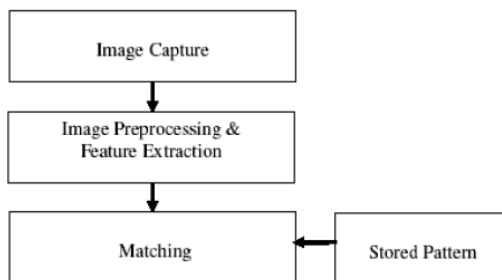 Image Capture
Image Preprocessing &
Feature Extraction
Matching
Stored Pattern